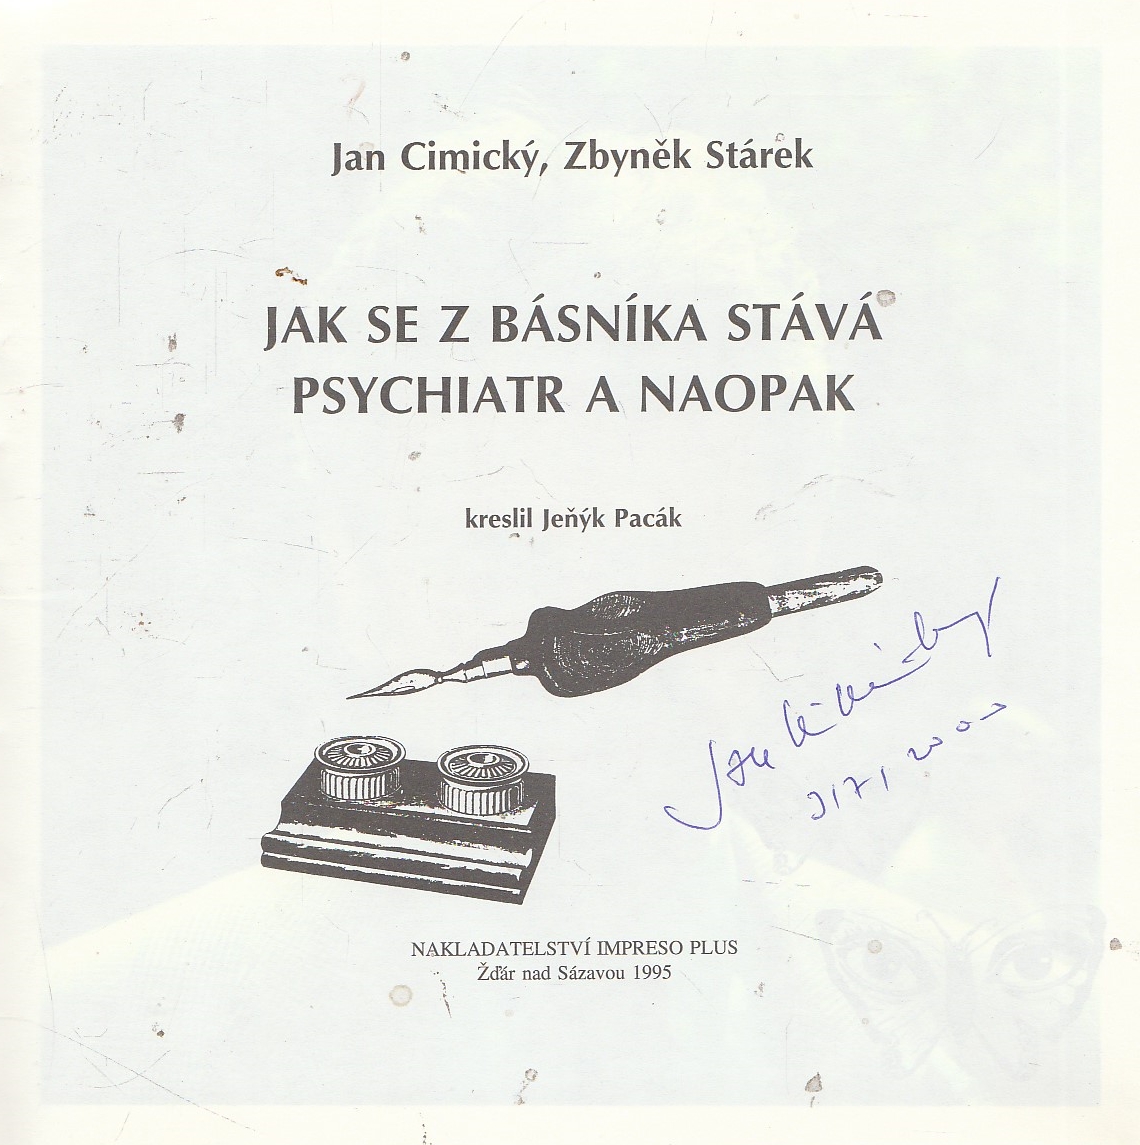 Jan Cimický, Zbyněk Stárek
JAK SE Z BÁSNÍKA STÁVÁ
PSYCHIATR A NAOPAK
kreslil Jeňýk Pacák
NAKLADATELSTVÍ IMPRESO PLUS
Žďár nad Sázavou 1995